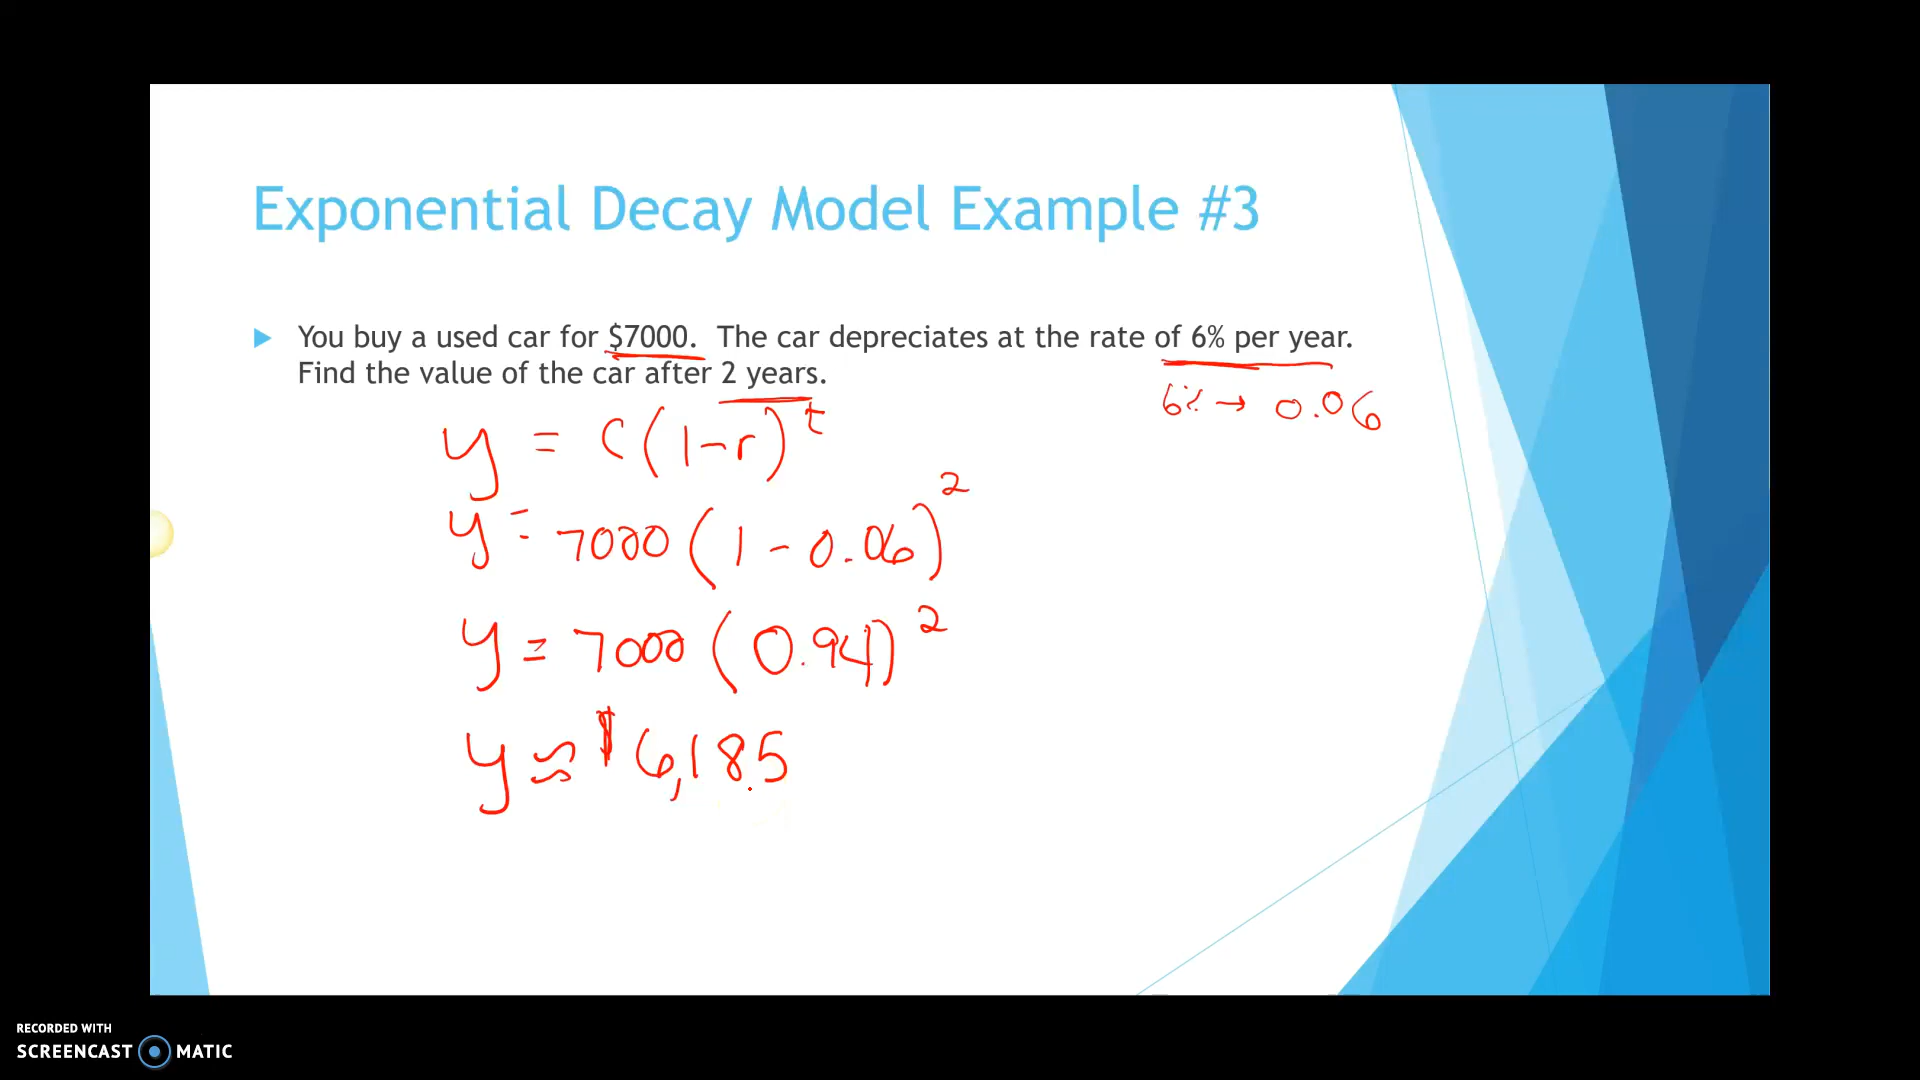 Exponential Decay Model Example #3
You buy a used car for $7000. The car depreciates at the rate of 6% per year.
Find the value of the car after 2 years.
6% → 0.06
y = C(1-r)^t
y = 7000(1 - 0.06)^2
y = 7000(0.94)^2
y ≈ $6,185
RECORDED WITH
SCREENCAST MATIC